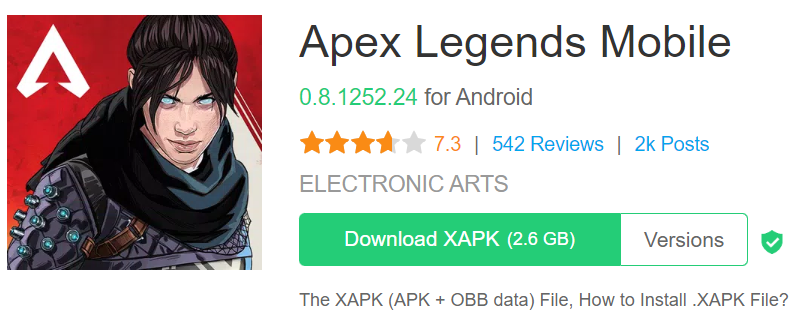 Apex Legends Mobile
0.8.1252.24 for Android
7.3 | 542 Reviews | 2k Posts
ELECTRONIC ARTS
Download XAPK (2.6 GB) Versions
The XAPK (APK + OBB data) File, How to Install .XAPK File?